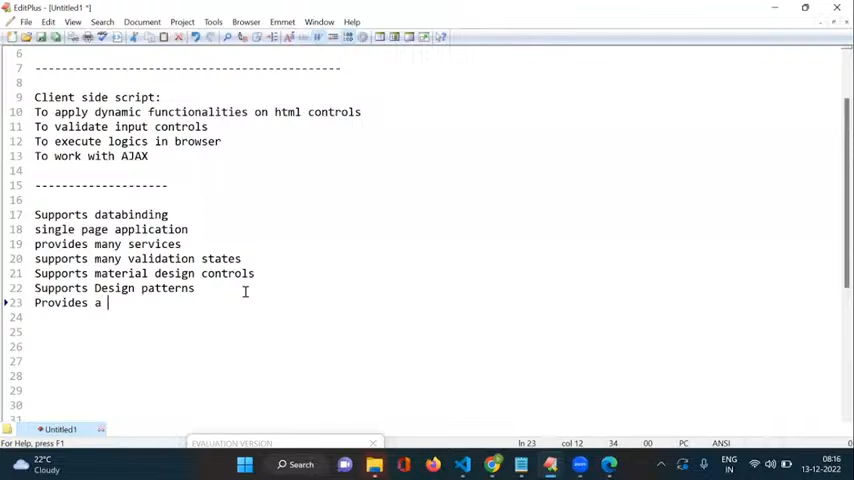 EditPlus - [Untitled1 *]
File Edit View Search Document Project Tools Browser Emmet Window Help
6
7 ----------------------------------------------
8
9 Client side script:
10 To apply dynamic functionalities on html controls
11 To validate input controls
12 To execute logics in browser
13 To work with AJAX
14
15 --------------------
16
17 Supports databinding
18 single page application
19 provides many services
20 supports many validation states
21 Supports material design controls
22 Supports Design patterns
23 Provides a
24
25
26
27
28
29
30
31
Untitled1
For Help, press F1 EVALUATION VERSION ln 23 col 12 34 00 PC ANSI 0
22°C
Cloudy
Search
ENG
IN
08:16
13-12-2022